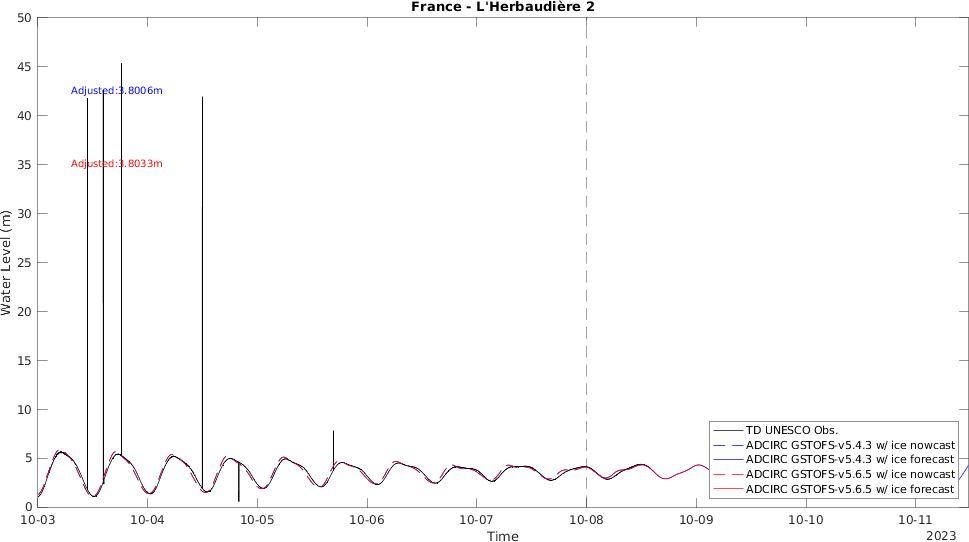 France - L'Herbaudière 2
50
45
40
35
30
25
20
15
10
5
0
Water Level (m)
Adjusted:3.8006m
Adjusted:3.8033m
TD UNESCO Obs.
ADCIRC GSTOFS-v5.4.3 w/ ice nowcast
ADCIRC GSTOFS-v5.4.3 w/ ice forecast
ADCIRC GSTOFS-v5.6.5 w/ ice nowcast
ADCIRC GSTOFS-v5.6.5 w/ ice forecast
10-03 10-04 10-05 10-06 10-07 10-08 10-09 10-10 10-11
Time
2023